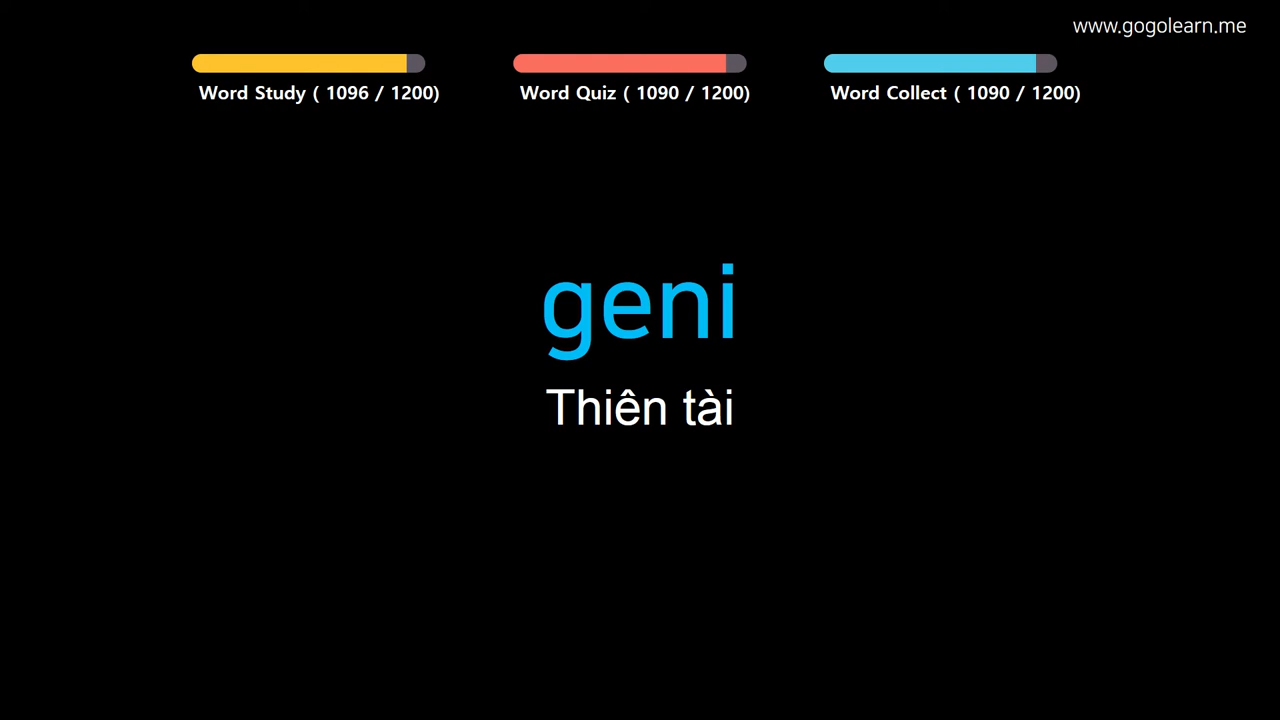 www.gogolearn.me
Word Study ( 1096 / 1200)
Word Quiz ( 1090 / 1200)
Word Collect ( 1090 / 1200)
geni
Thiên tài